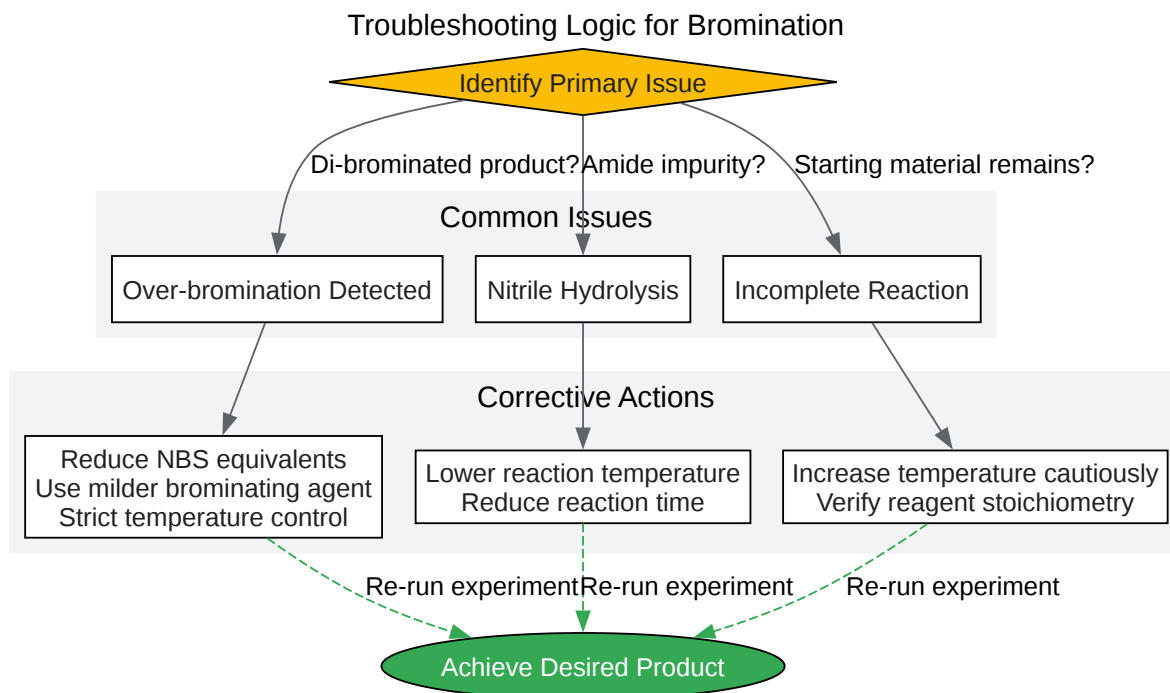 Troubleshooting Logic for Bromination
Identify Primary Issue
Di-brominated product?
Amide impurity?
Starting material remains?
Common Issues
Over-bromination Detected
Nitrile Hydrolysis
Incomplete Reaction
Corrective Actions
Reduce NBS equivalents
Use milder brominating agent
Strict temperature control
Lower reaction temperature
Reduce reaction time
Increase temperature cautiously
Verify reagent stoichiometry
Re-run experiment
Re-run experiment
Re-run experiment
Achieve Desired Product